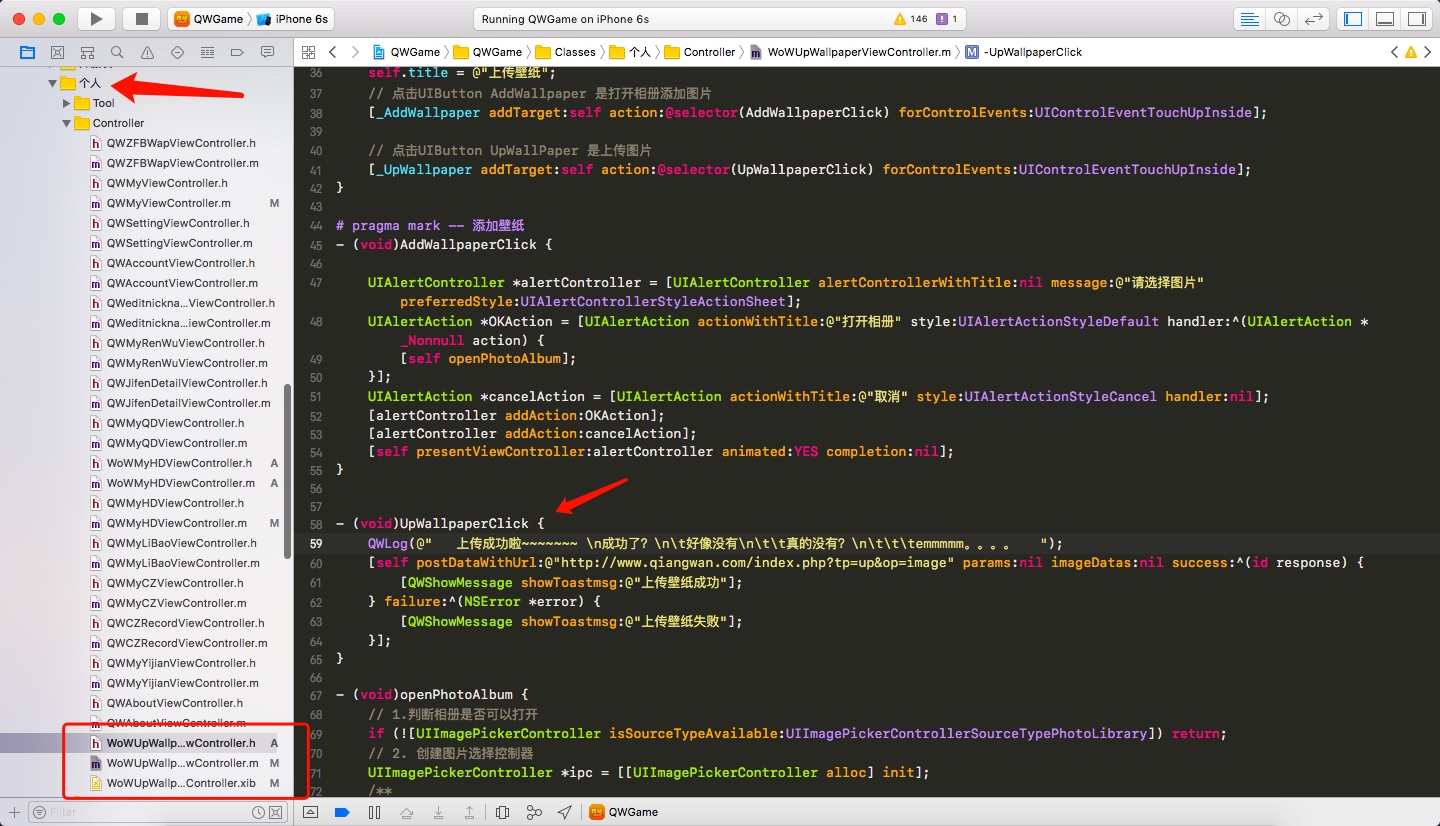 QWGame
iPhone 6s
Running QWGame on iPhone 6s
146
1
QWGame
QWGame
Classes
个人
Controller
WoWUpWallpaperViewController.m
M
-UpWallpaperClick
个人
Tool
Controller
h QWZFBWapViewController.h
m QWZFBWapViewController.m
h QWMyViewController.h
m QWMyViewController.m M
h QWSettingViewController.h
m QWSettingViewController.m
h QWAccountViewController.h
m QWAccountViewController.m
h QWeditnickna...ViewController.h
m QWeditnickna...iewController.m
h QWMyRenWuViewController.h
m QWMyRenWuViewController.m
h QWJifenDetailViewController.h
m QWJifenDetailViewController.m
h QWMyQDViewController.h
m QWMyQDViewController.m
h WoWMyHDViewController.h A
m WoWMyHDViewController.m A
h QWMyHDViewController.h
m QWMyHDViewController.m M
h QWMyLiBaoViewController.h
m QWMyLiBaoViewController.m
h QWMyCZViewController.h
m QWMyCZViewController.m
h QWCZRecordViewController.h
m QWCZRecordViewController.m
h QWMyYijianViewController.h
m QWMyYijianViewController.m
h QWAboutViewController.h
m QWAboutViewController.m
h WoWUpWallp...wController.h A
m WoWUpWallp...wController.m M
WoWUpWallp...Controller.xib M
Filter
36 self.title = @"上传壁纸";
37 // 点击UIButton AddWallpaper 是打开相册添加图片
38 [_AddWallpaper addTarget:self action:@selector(AddWallpaperClick) forControlEvents:UIControlEventTouchUpInside];
39
40 // 点击UIButton UpWallPaper 是上传图片
41 [_UpWallpaper addTarget:self action:@selector(UpWallpaperClick) forControlEvents:UIControlEventTouchUpInside];
42 }
43
44 # pragma mark -- 添加壁纸
45 - (void)AddWallpaperClick {
46
47 UIAlertController *alertController = [UIAlertController alertControllerWithTitle:nil message:@"请选择图片"
preferredStyle:UIAlertControllerStyleActionSheet];
48 UIAlertAction *OKAction = [UIAlertAction actionWithTitle:@"打开相册" style:UIAlertActionStyleDefault handler:^(UIAlertAction *
_Nonnull action) {
49 [self openPhotoAlbum];
50 }];
51 UIAlertAction *cancelAction = [UIAlertAction actionWithTitle:@"取消" style:UIAlertActionStyleCancel handler:nil];
52 [alertController addAction:OKAction];
53 [alertController addAction:cancelAction];
54 [self presentViewController:alertController animated:YES completion:nil];
55 }
56
57
58 - (void)UpWallpaperClick {
59 QWLog(@" 上传成功啦~~~~~~~ \n成功了? \n\t好像没有\n\t\t真的没有? \n\t\t\temmmmm。。。。 ");
60 [self postDataWithUrl:@"http://www.qiangwan.com/index.php?tp=up&op=image" params:nil imageDatas:nil success:^(id response) {
61 [QWShowMessage showToastmsg:@"上传壁纸成功"];
62 } failure:^(NSError *error) {
63 [QWShowMessage showToastmsg:@"上传壁纸失败"];
64 }];
65 }
66
67 - (void)openPhotoAlbum {
68 // 1.判断相册是否可以打开
69 if (![UIImagePickerController isSourceTypeAvailable:UIImagePickerControllerSourceTypePhotoLibrary]) return;
70 // 2. 创建图片选择控制器
71 UIImagePickerController *ipc = [[UIImagePickerController alloc] init];
72 /**
QWGame